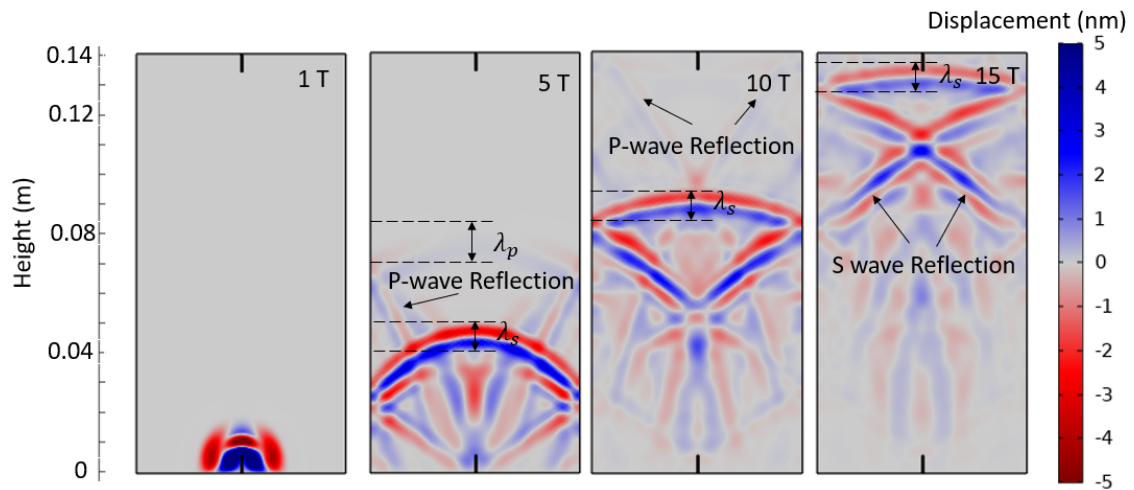 Displacement (nm)
Height (m)
0.14
0.12
0.08
0.04
0
1 T
5 T
λp
P-wave Reflection
λs
10 T
P-wave Reflection
λs
15 T
λs
S wave Reflection
5
4
3
2
1
0
-1
-2
-3
-4
-5